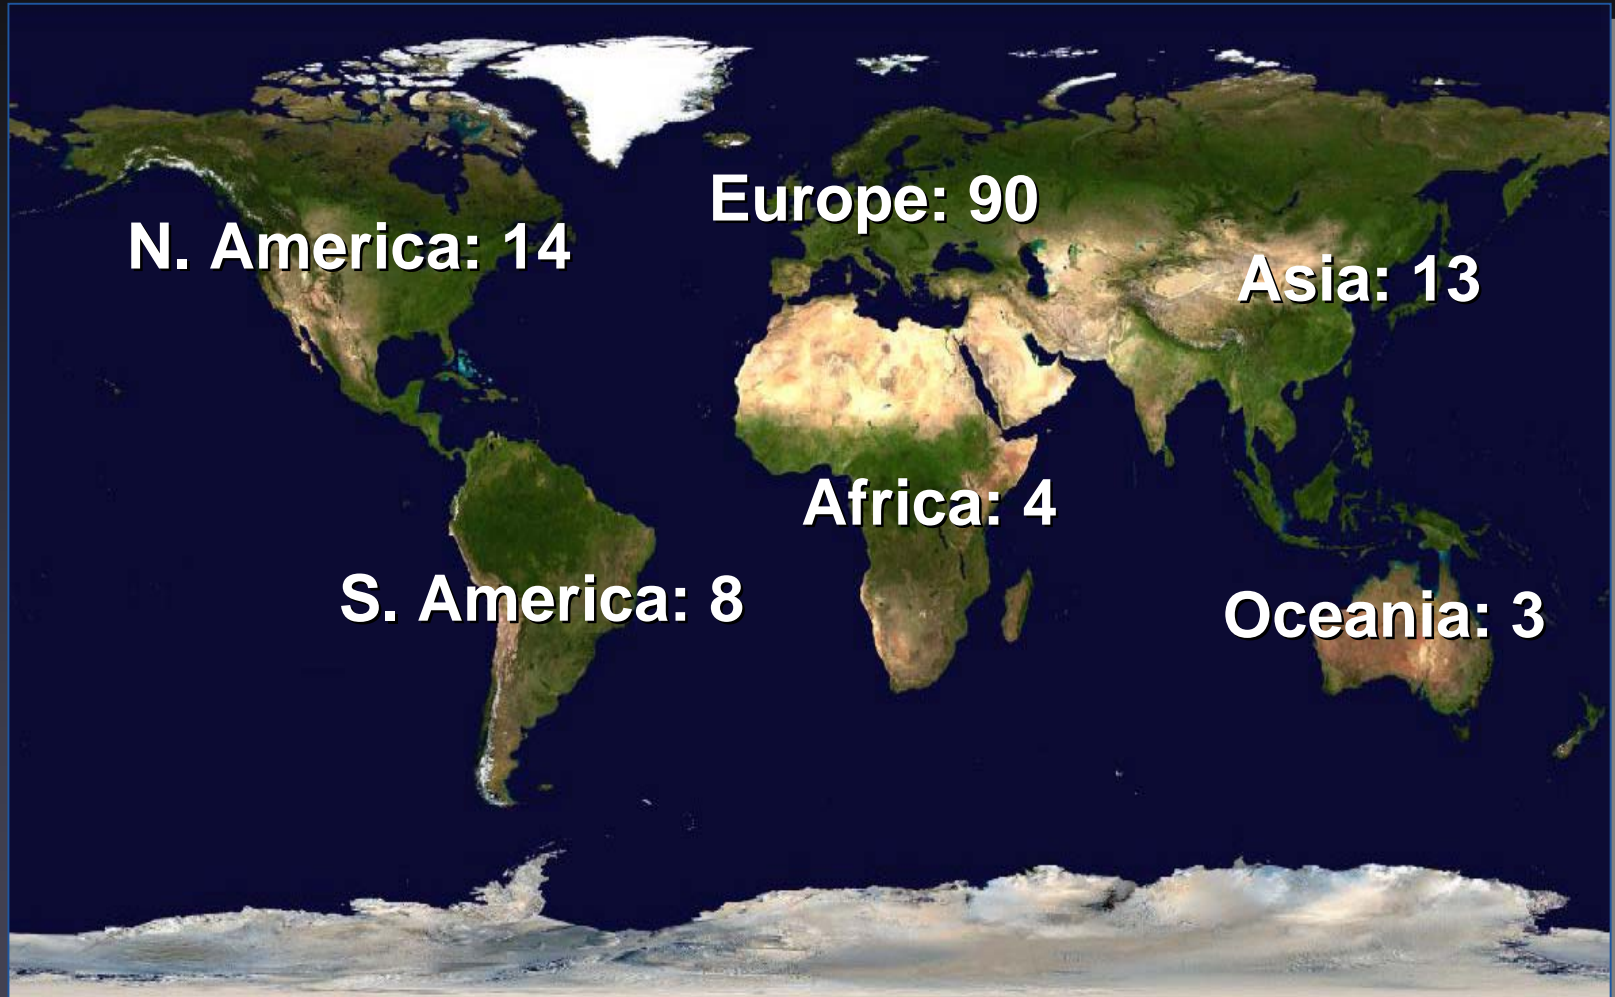 Europe: 90
N. America: 14
Asia: 13
Africa: 4
S. America: 8
Oceania: 3